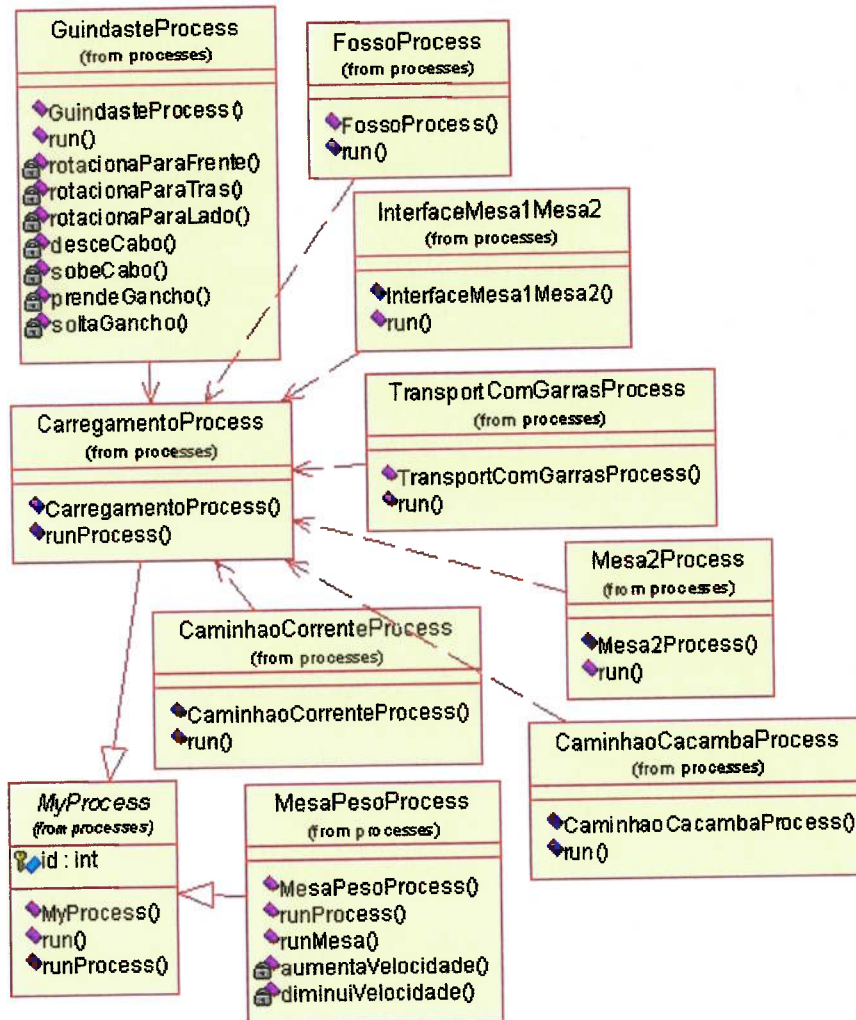 GuindasteProcess
(from processes)
GuindasteProcess()
run()
rotacionaParaFrente()
rotacionaParaTras()
rotacionaParaLado()
desceCabo()
sobeCabo()
prendeGancho()
soltaGancho()
FossoProcess
(from processes)
FossoProcess()
run()
InterfaceMesa1Mesa2
(from processes)
InterfaceMesa1Mesa2()
run()
CarregamentoProcess
(from processes)
CarregamentoProcess()
runProcess()
TransportComGarrasProcess
(from processes)
TransportComGarrasProcess()
run()
Mesa2Process
(from processes)
Mesa2Process()
run()
CaminhaoCorrenteProcess
(from processes)
CaminhaoCorrenteProcess()
run()
CaminhaoCacambaProcess
(from processes)
CaminhaoCacambaProcess()
run()
MyProcess
(from processes)
id : int
MyProcess()
run()
runProcess()
MesaPesoProcess
(from processes)
MesaPesoProcess()
runProcess()
runMesa()
aumentaVelocidade()
diminuiVelocidade()